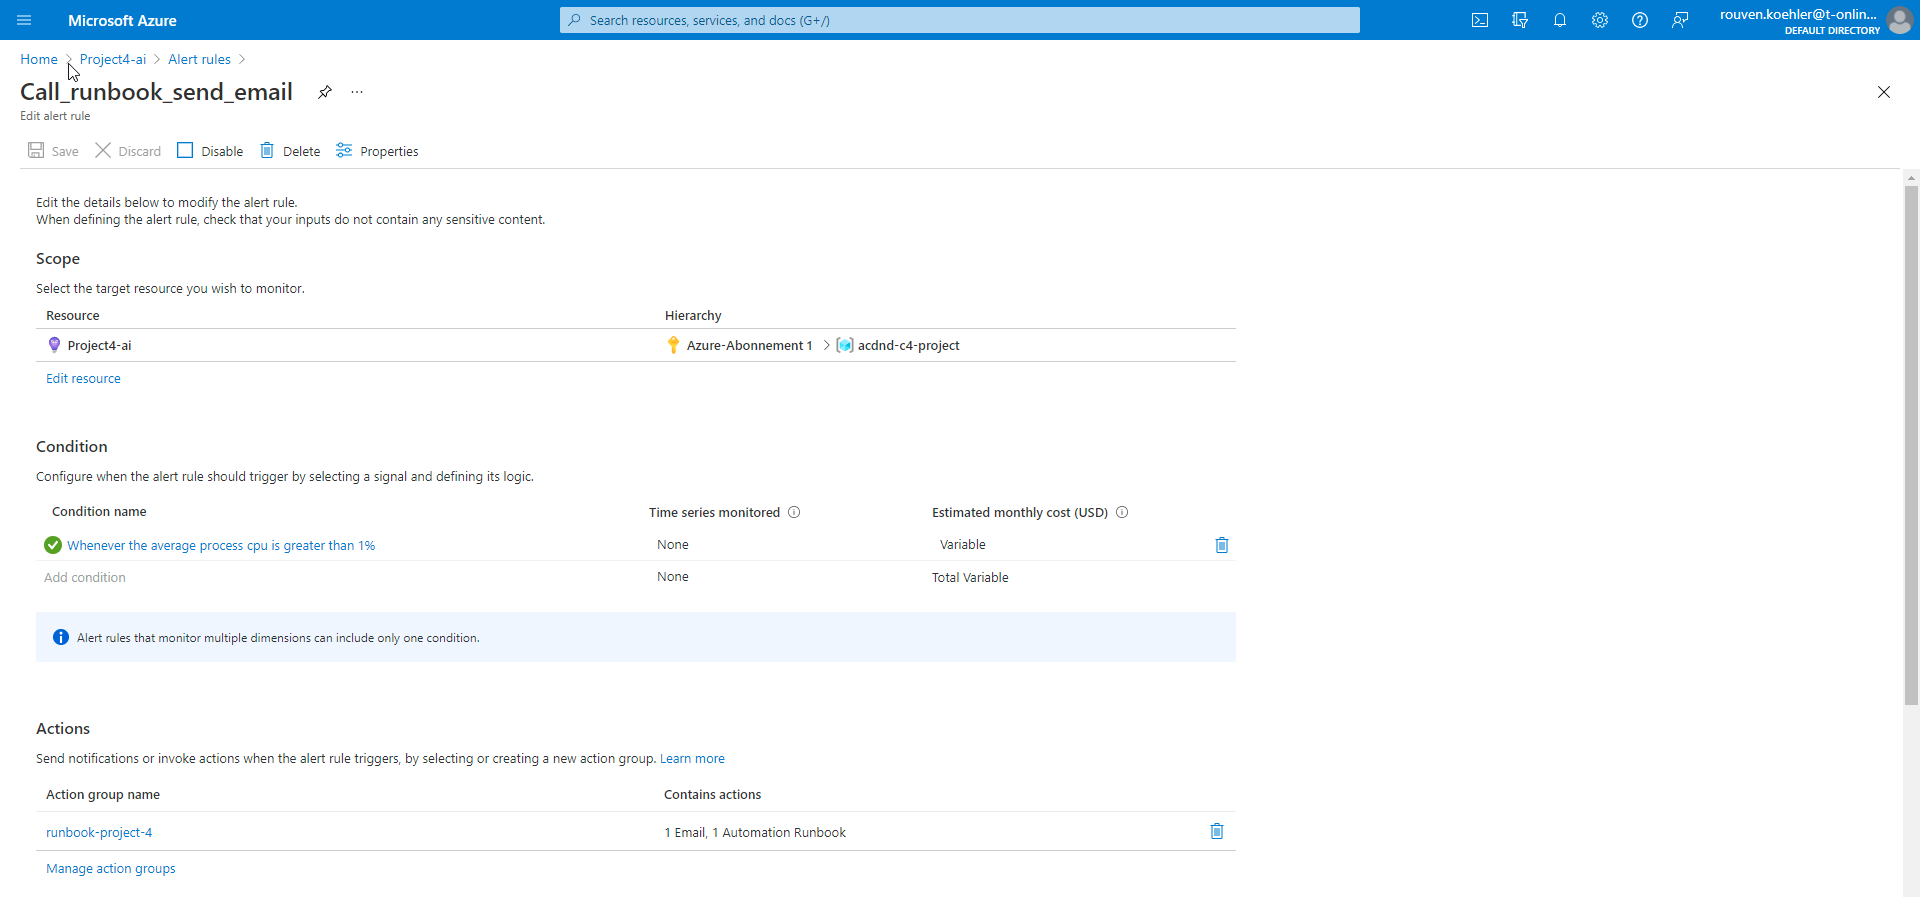 Microsoft Azure
Search resources, services, and docs (G+/)
rouven.koehler@t-onlin...
DEFAULT DIRECTORY
Home > Project4-ai > Alert rules >
Call_runbook_send_email ...
Edit alert rule
Save Discard Disable Delete Properties
Edit the details below to modify the alert rule.
When defining the alert rule, check that your inputs do not contain any sensitive content.
Scope
Select the target resource you wish to monitor.
Resource Hierarchy
Project4-ai Azure-Abonnement 1 > acdnd-c4-project
Edit resource
Condition
Configure when the alert rule should trigger by selecting a signal and defining its logic.
Condition name Time series monitored Estimated monthly cost (USD)
Whenever the average process cpu is greater than 1% None Variable
Add condition None Total Variable
Alert rules that monitor multiple dimensions can include only one condition.
Actions
Send notifications or invoke actions when the alert rule triggers, by selecting or creating a new action group. Learn more
Action group name Contains actions
runbook-project-4 1 Email, 1 Automation Runbook
Manage action groups